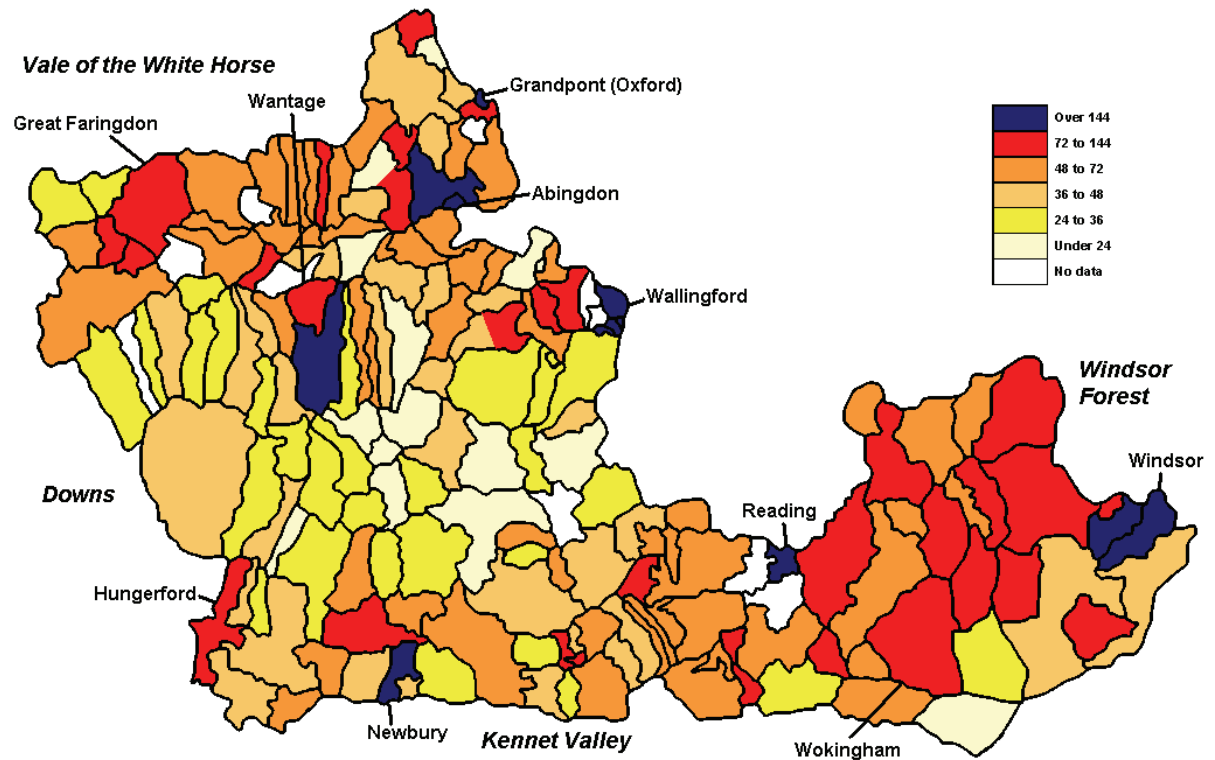 Vale of the White Horse
Grandpont (Oxford)
Wantage
Great Faringdon
Over 144
72 to 144
48 to 72
36 to 48
24 to 36
Under 24
No data
Abingdon
Wallingford
Windsor
Forest
Windsor
Downs
Reading
Hungerford
Newbury
Kennet Valley
Wokingham